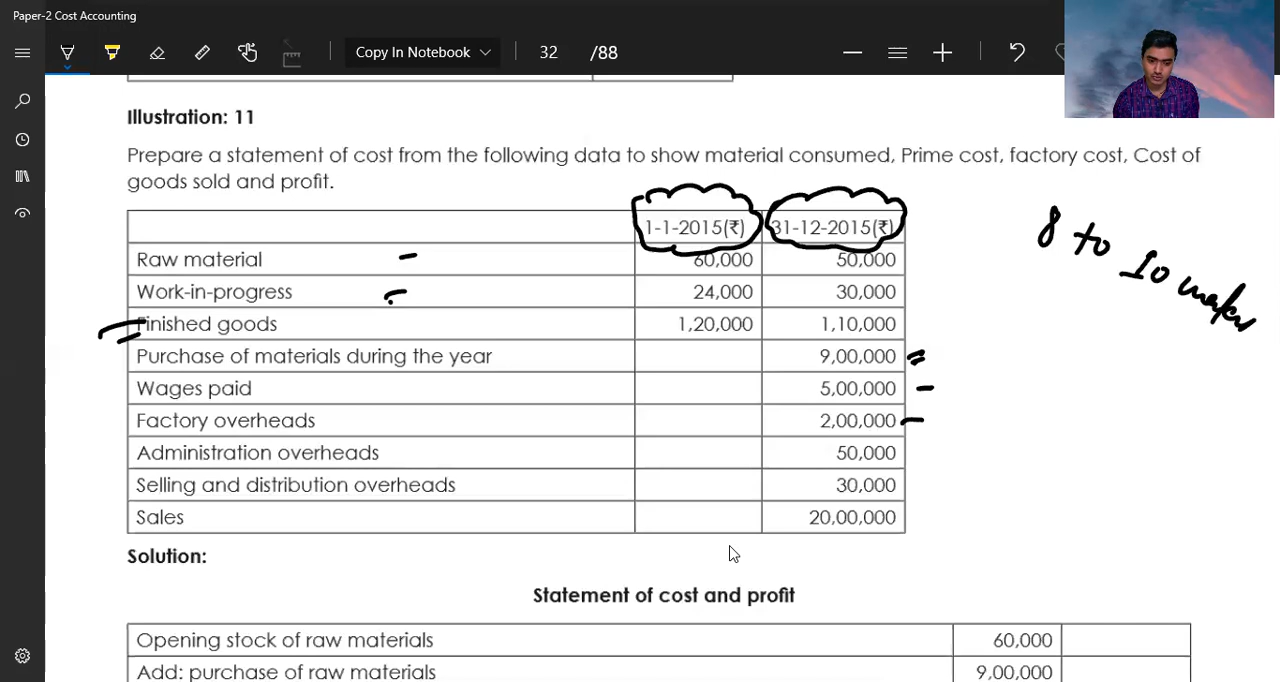 Paper-2 Cost Accounting
Copy In Notebook 32 /88
Illustration: 11
Prepare a statement of cost from the following data to show material consumed, Prime cost, factory cost, Cost of
goods sold and profit.
1-1-2015(₹) 31-12-2015(₹)
Raw material 60,000 50,000
Work-in-progress 24,000 30,000
Finished goods 1,20,000 1,10,000
Purchase of materials during the year 9,00,000
Wages paid 5,00,000
Factory overheads 2,00,000
Administration overheads 50,000
Selling and distribution overheads 30,000
Sales 20,00,000
8 to 10 marks
Solution:
Statement of cost and profit
Opening stock of raw materials 60,000
Add: purchase of raw materials 9,00,000